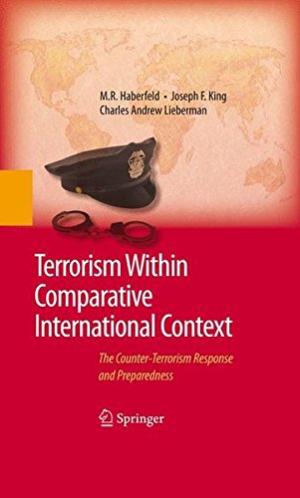 M.R. Haberfeld • Joseph F. King
Charles Andrew Lieberman
Terrorism Within
Comparative
International Context
The Counter-Terrorism Response
and Preparedness
Springer